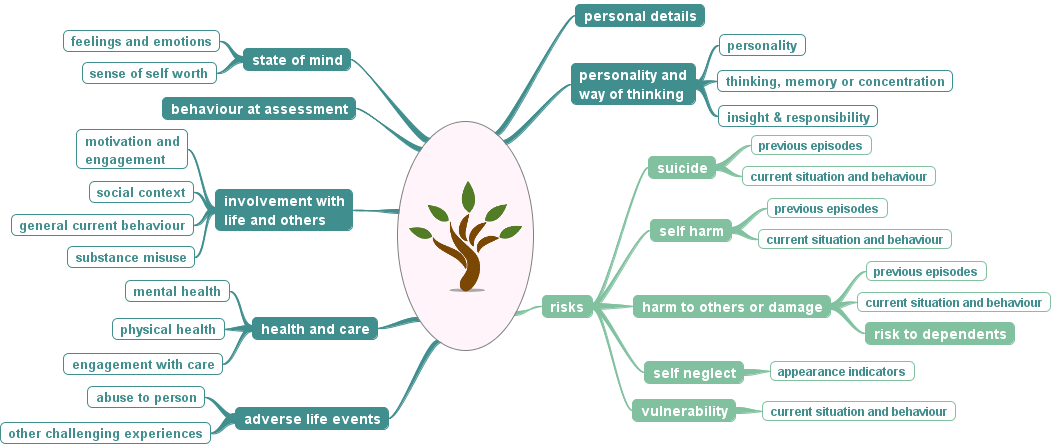 personal details
personality and
way of thinking
personality
thinking, memory or concentration
insight & responsibility
risks
suicide
previous episodes
current situation and behaviour
self harm
previous episodes
current situation and behaviour
harm to others or damage
previous episodes
current situation and behaviour
risk to dependents
self neglect
appearance indicators
vulnerability
current situation and behaviour
state of mind
feelings and emotions
sense of self worth
behaviour at assessment
involvement with
life and others
motivation and
engagement
social context
general current behaviour
substance misuse
health and care
mental health
physical health
engagement with care
adverse life events
abuse to person
other challenging experiences